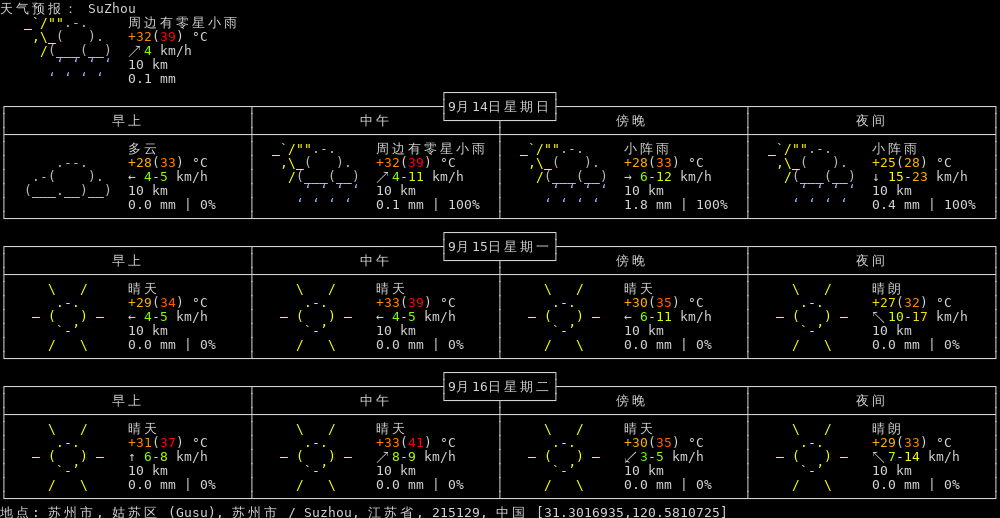 天气预报: SuZhou
周边有零星小雨
+32(39) °C
↗ 4 km/h
10 km
0.1 mm
9月14日星期日
早上 中午 傍晚 夜间
多云 周边有零星小雨 小阵雨 小阵雨
+28(33) °C +32(39) °C +28(33) °C +25(28) °C
← 4-5 km/h ↗ 4-11 km/h → 6-12 km/h ↓ 15-23 km/h
10 km 10 km 10 km 10 km
0.0 mm | 0% 0.1 mm | 100% 1.8 mm | 100% 0.4 mm | 100%
9月15日星期一
早上 中午 傍晚 夜间
晴天 晴天 晴天 晴朗
+29(34) °C +33(39) °C +30(35) °C +27(32) °C
← 4-5 km/h ← 4-5 km/h ← 6-11 km/h ↖ 10-17 km/h
10 km 10 km 10 km 10 km
0.0 mm | 0% 0.0 mm | 0% 0.0 mm | 0% 0.0 mm | 0%
9月16日星期二
早上 中午 傍晚 夜间
晴天 晴天 晴天 晴朗
+31(37) °C +33(41) °C +30(35) °C +29(33) °C
↑ 6-8 km/h ↗ 8-9 km/h ↙ 3-5 km/h ↖ 7-14 km/h
10 km 10 km 10 km 10 km
0.0 mm | 0% 0.0 mm | 0% 0.0 mm | 0% 0.0 mm | 0%
地点: 苏州市, 姑苏区 (Gusu), 苏州市 / Suzhou, 江苏省, 215129, 中国 [31.3016935,120.5810725]